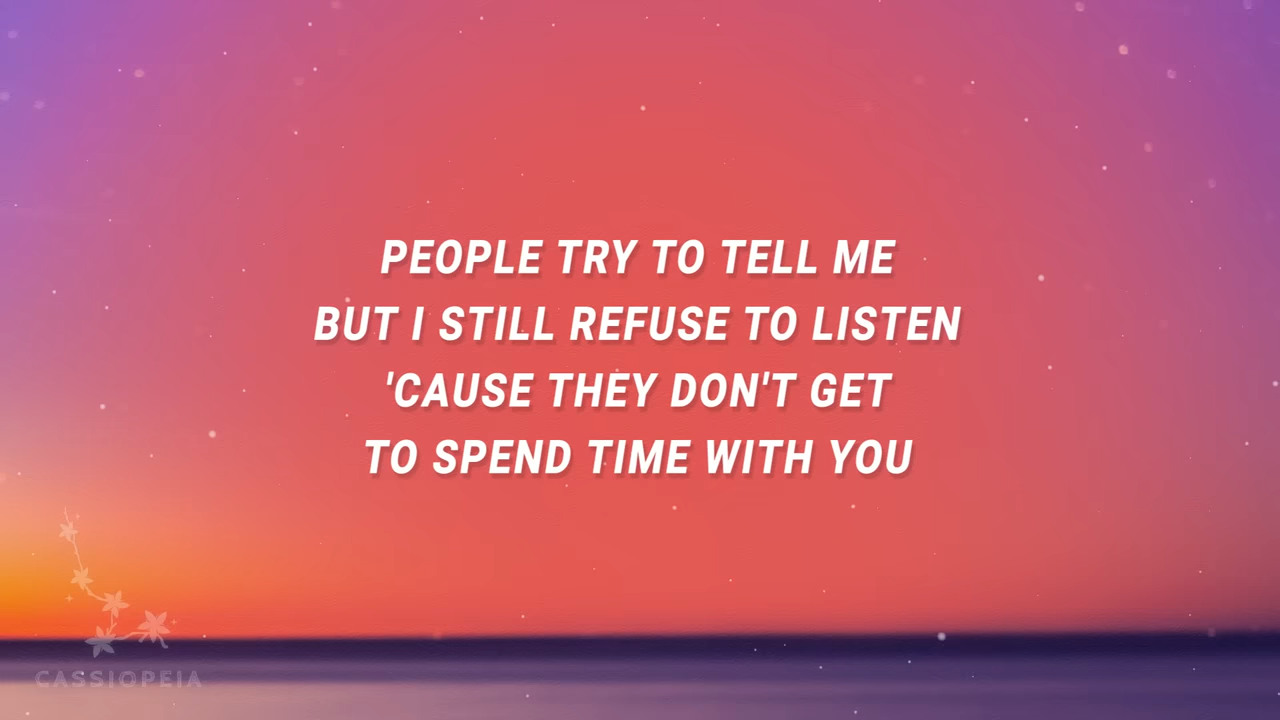 PEOPLE TRY TO TELL ME
BUT I STILL REFUSE TO LISTEN
'CAUSE THEY DON'T GET
TO SPEND TIME WITH YOU
CASSIOPEIA